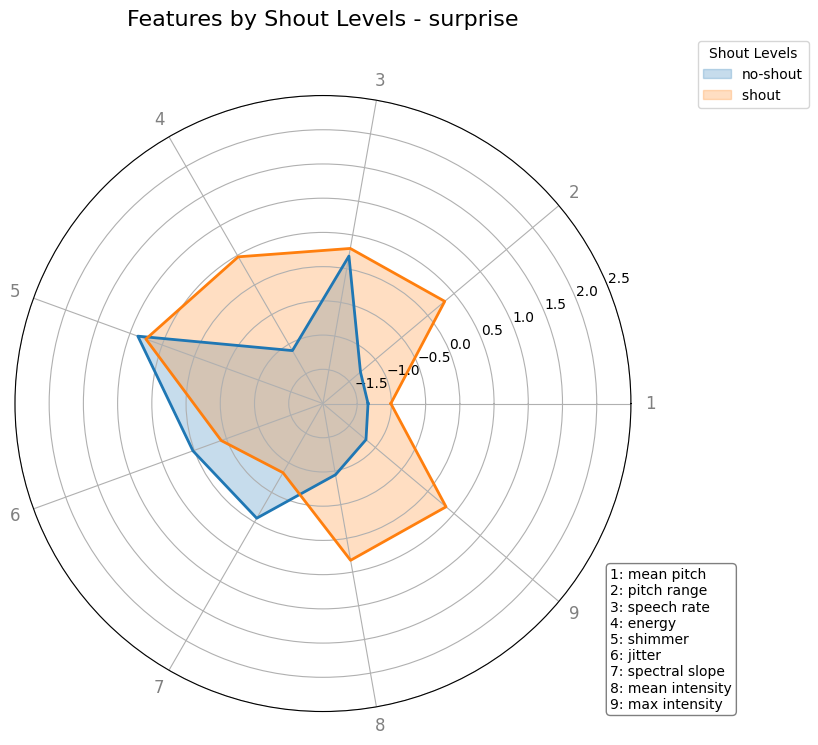 Features by Shout Levels - surprise
Shout Levels
no-shout
shout
3
4
2
5
2.5
2.0
1.5
1.0
0.5
0.0
−0.5
−1.0
−1.5
1
6
9
7
8
1: mean pitch
2: pitch range
3: speech rate
4: energy
5: shimmer
6: jitter
7: spectral slope
8: mean intensity
9: max intensity